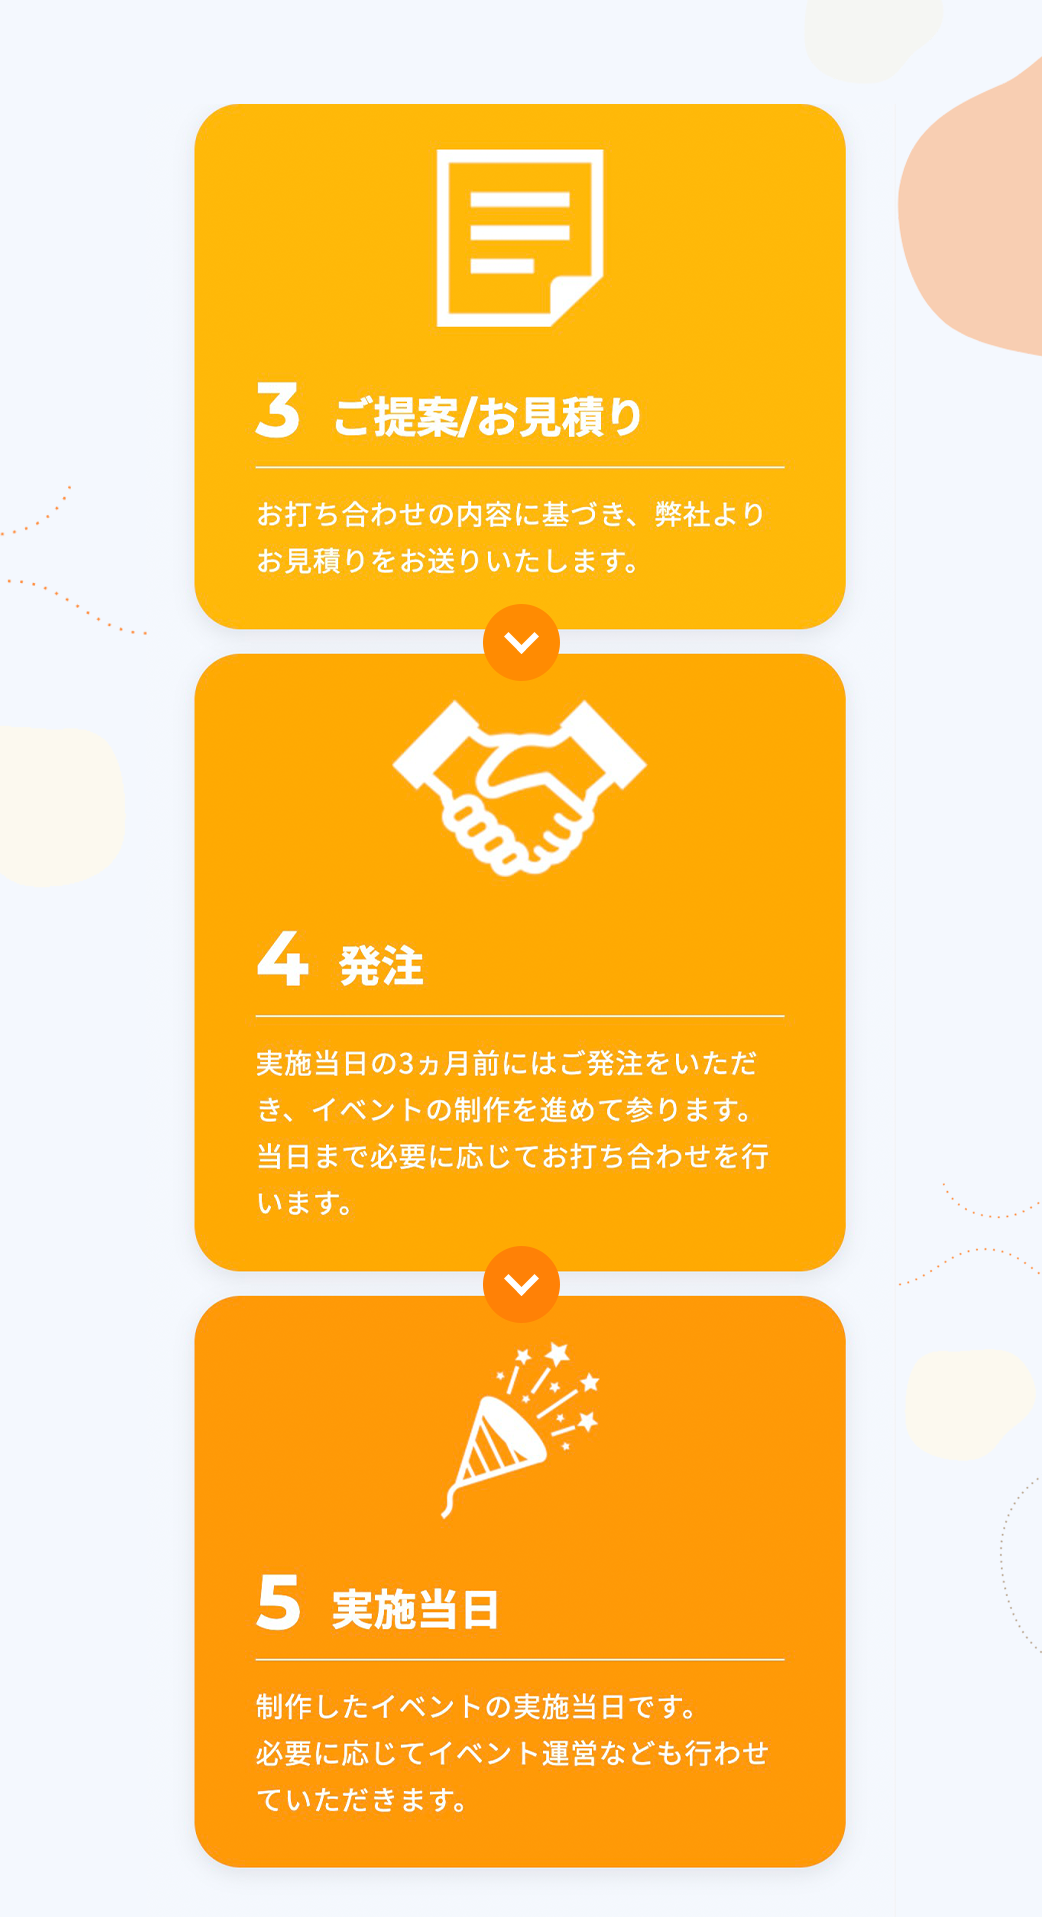 3 ご提案/お見積り
お打ち合わせの内容に基づき、弊社より
お見積りをお送りいたします。
4 発注
実施当日の3ヵ月前にはご発注をいただ
き、イベントの制作を進めて参ります。
当日まで必要に応じてお打ち合わせを行
います。
5 実施当日
制作したイベントの実施当日です。
必要に応じてイベント運営なども行わせ
ていただきます。